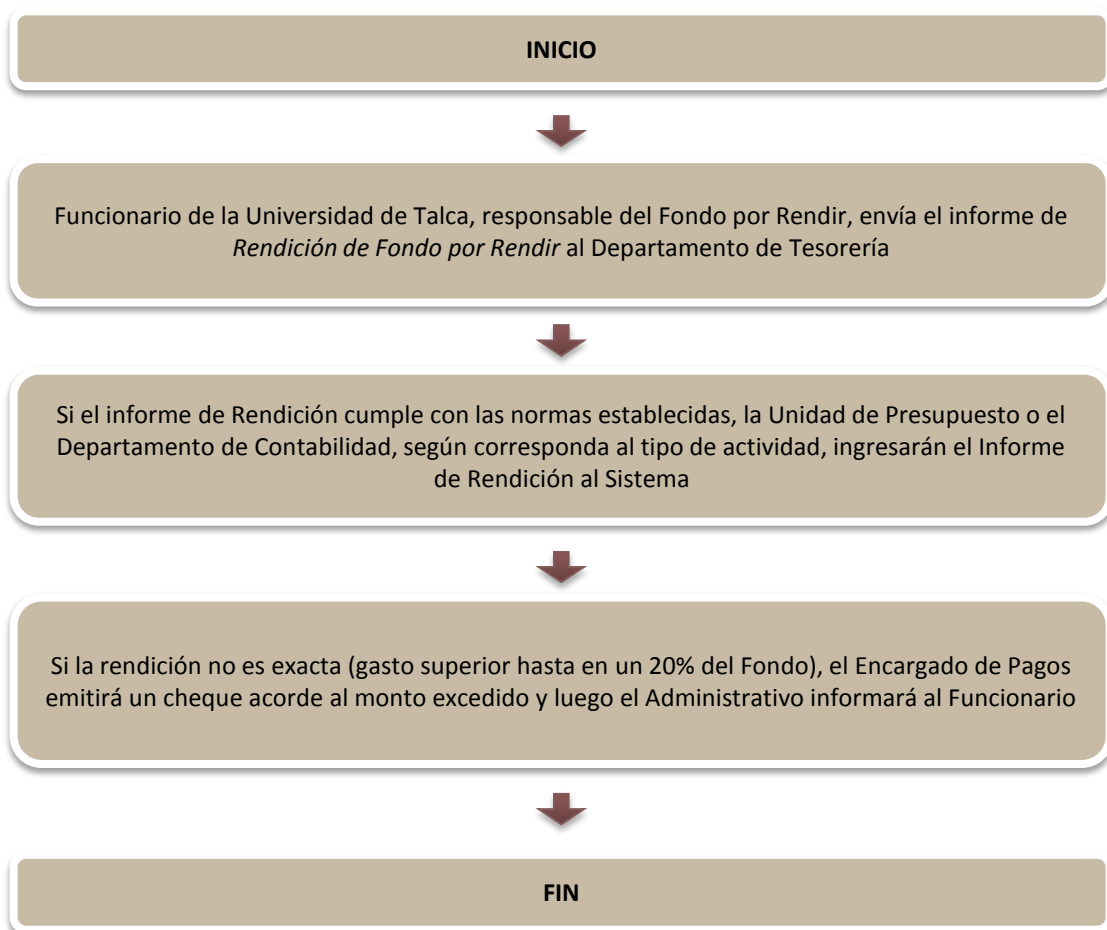 INICIO
Funcionario de la Universidad de Talca, responsable del Fondo por Rendir, envía el informe de
Rendición de Fondo por Rendir al Departamento de Tesorería
Si el informe de Rendición cumple con las normas establecidas, la Unidad de Presupuesto o el
Departamento de Contabilidad, según corresponda al tipo de actividad, ingresarán el Informe
de Rendición al Sistema
Si la rendición no es exacta (gasto superior hasta en un 20% del Fondo), el Encargado de Pagos
emitirá un cheque acorde al monto excedido y luego el Administrativo informará al Funcionario
FIN